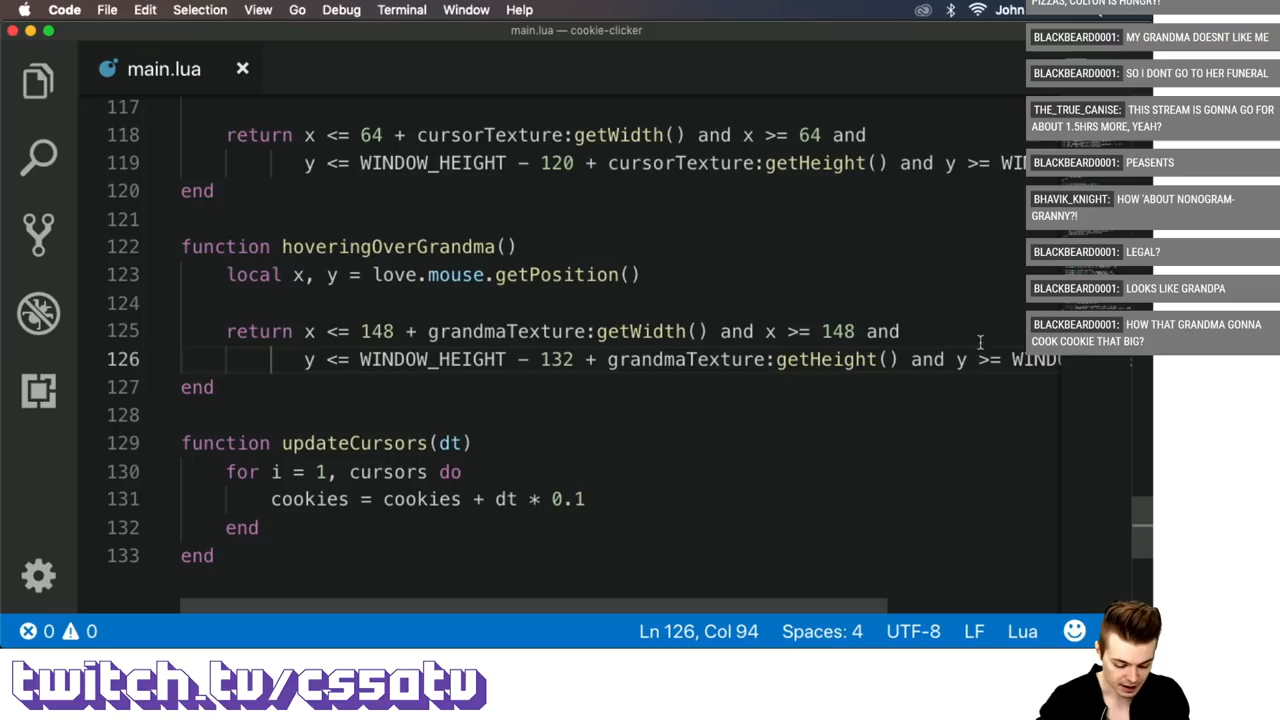 Code File Edit Selection View Go Debug Terminal Window Help John
main.lua — cookie-clicker
main.lua
117
118 return x <= 64 + cursorTexture:getWidth() and x >= 64 and
119 y <= WINDOW_HEIGHT - 120 + cursorTexture:getHeight() and y >=
120 end
121
122 function hoveringOverGrandma()
123 local x, y = love.mouse.getPosition()
124
125 return x <= 148 + grandmaTexture:getWidth() and x >= 148 and
126 y <= WINDOW_HEIGHT - 132 + grandmaTexture:getHeight() and y >= WIND
127 end
128
129 function updateCursors(dt)
130 for i = 1, cursors do
131 cookies = cookies + dt * 0.1
132 end
133 end
0 0 Ln 126, Col 94 Spaces: 4 UTF-8 LF Lua
twitch.tv/cs50tv
PIZZAS, COLTON IS HUNGRY!
BLACKBEARD0001: MY GRANDMA DOESNT LIKE ME
BLACKBEARD0001: SO I DONT GO TO HER FUNERAL
THE_TRUE_CANISE: THIS STREAM IS GONNA GO FOR
ABOUT 1.5HRS MORE, YEAH?
BLACKBEARD0001: PEASENTS
BHAVIK_KNIGHT: HOW 'ABOUT NONOGRAM-
GRANNY?!
BLACKBEARD0001: LEGAL?
BLACKBEARD0001: LOOKS LIKE GRANDPA
BLACKBEARD0001: HOW THAT GRANDMA GONNA
COOK COOKIE THAT BIG?